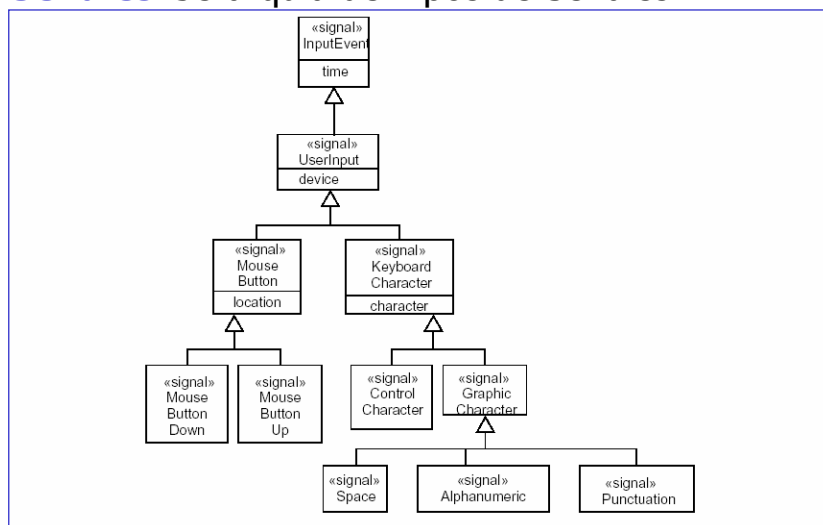 «signal»
InputEvent
time
«signal»
UserInput
device
«signal»
Mouse
Button
location
«signal»
Keyboard
Character
character
«signal»
Mouse
Button
Down
«signal»
Mouse
Button
Up
«signal»
Control
Character
«signal»
Graphic
Character
«signal»
Space
«signal»
Alphanumeric
«signal»
Punctuation